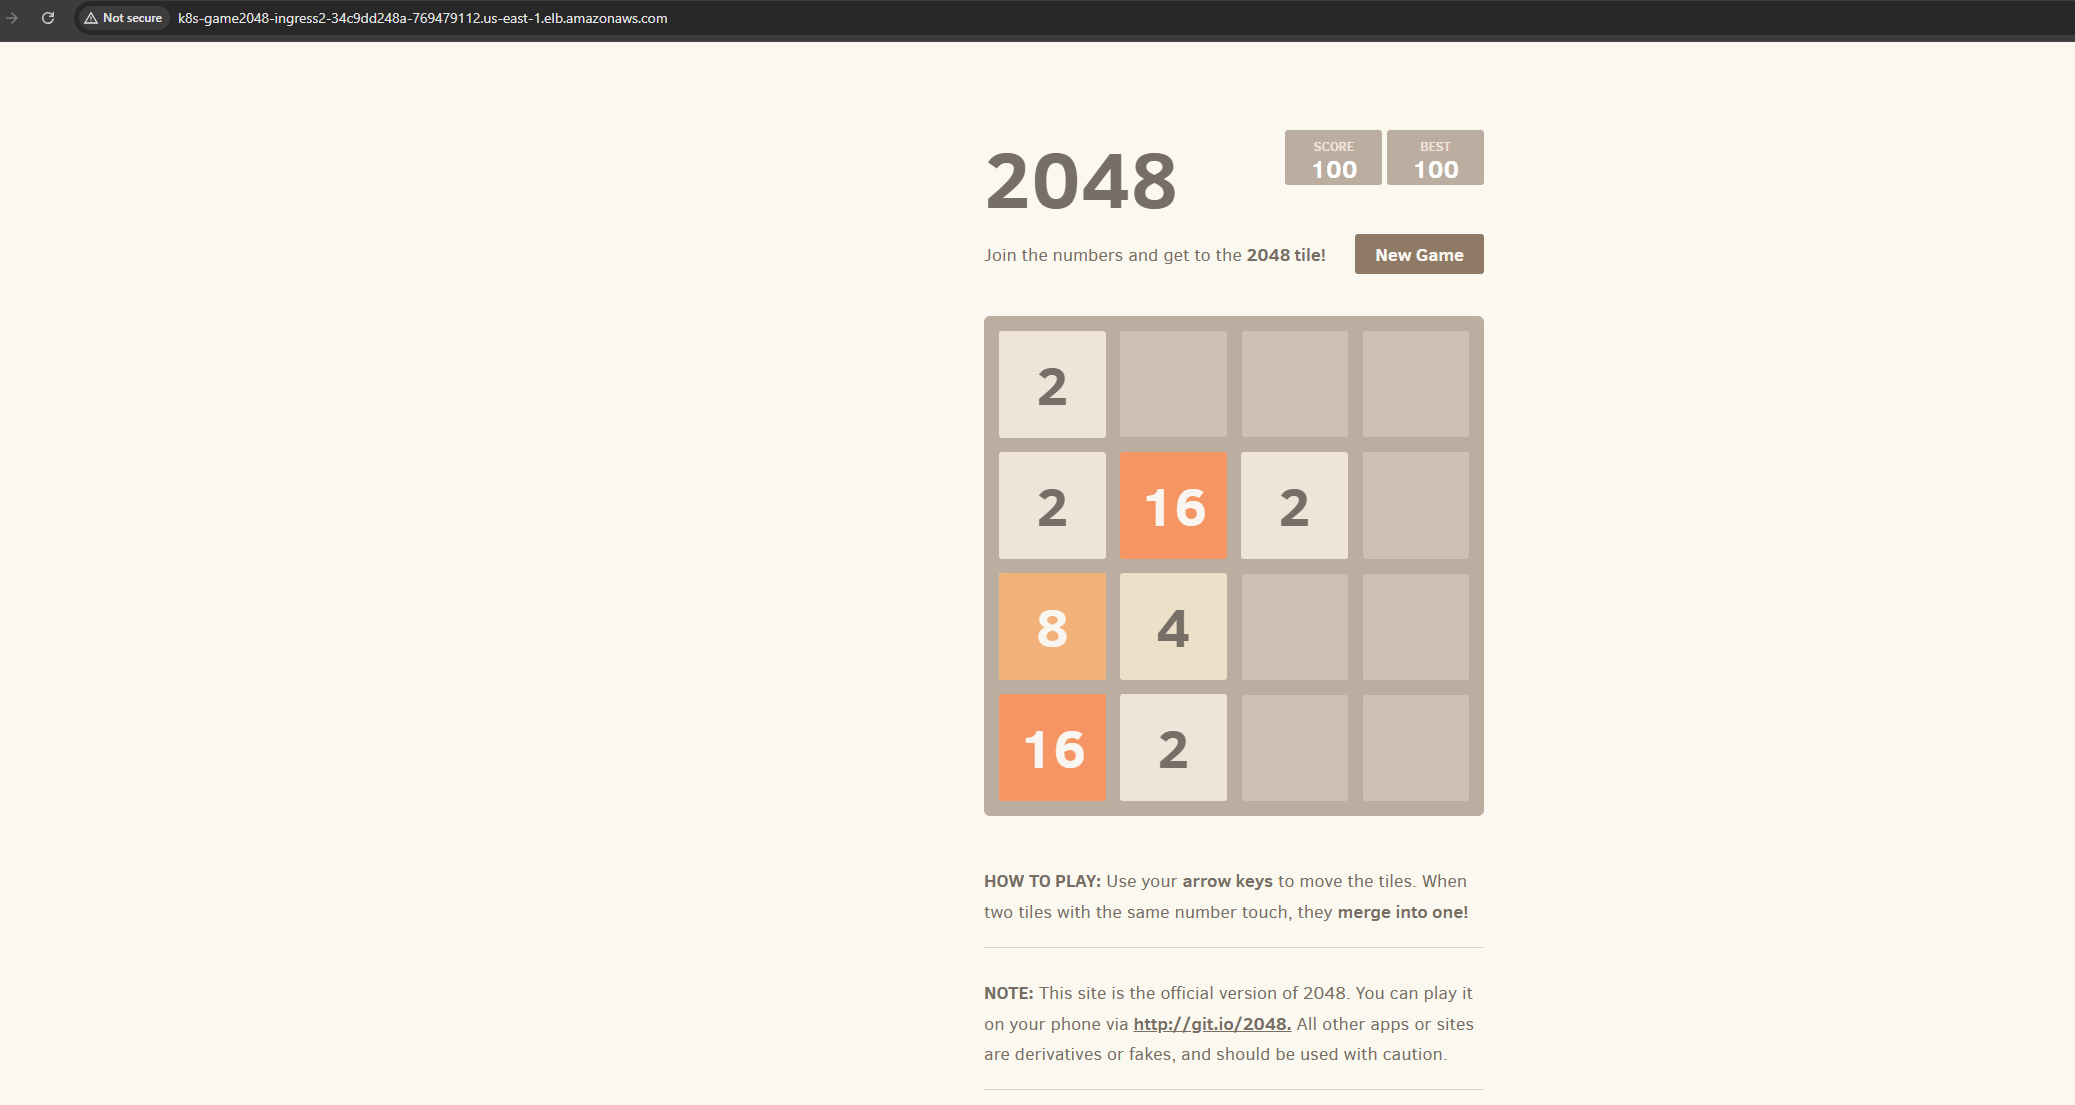 Not secure k8s-game2048-ingress2-34c9dd248a-769479112.us-east-1.elb.amazonaws.com
2048
SCORE
100
BEST
100
Join the numbers and get to the 2048 tile!
New Game
2
2 16 2
8 4
16 2
HOW TO PLAY: Use your arrow keys to move the tiles. When
two tiles with the same number touch, they merge into one!
NOTE: This site is the official version of 2048. You can play it
on your phone via http://git.io/2048. All other apps or sites
are derivatives or fakes, and should be used with caution.